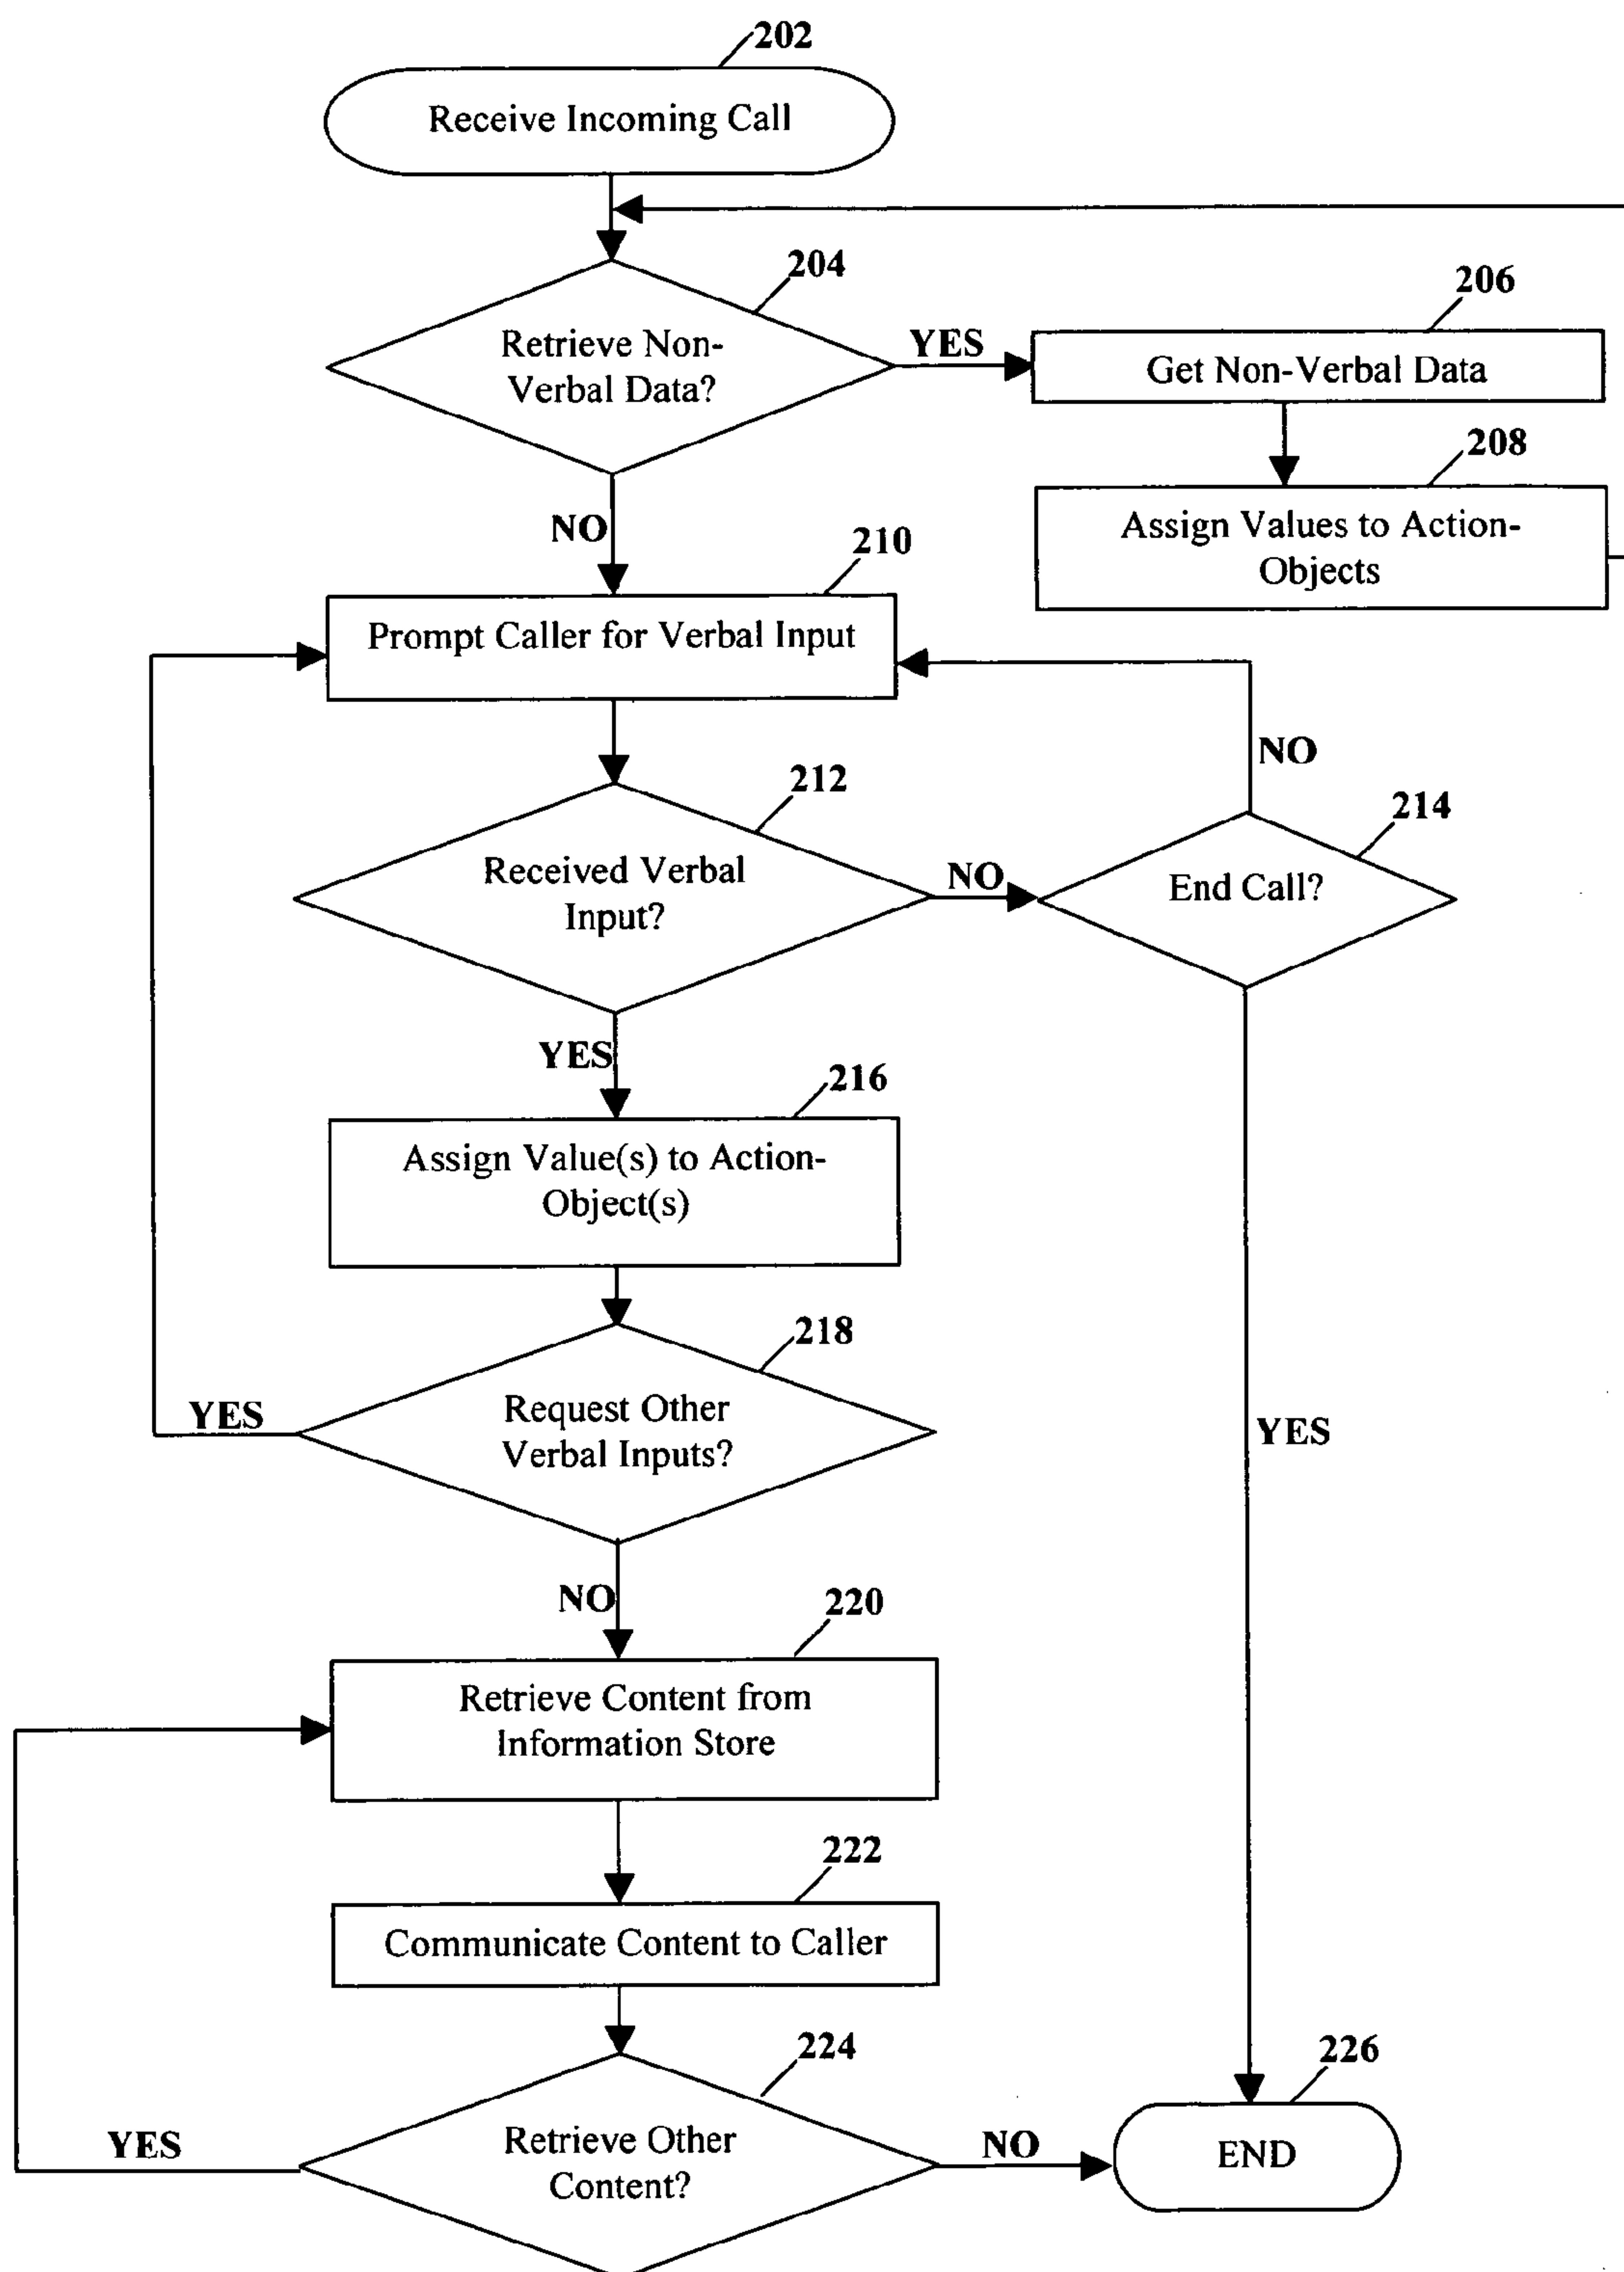 202
Receive Incoming Call
204
Retrieve Non-
Verbal Data?
YES
206
Get Non-Verbal Data
208
Assign Values to Action-
Objects
NO
210
Prompt Caller for Verbal Input
212
Received Verbal
Input?
NO
214
End Call?
NO
YES
216
Assign Value(s) to Action-
Object(s)
218
Request Other
Verbal Inputs?
YES
YES
NO
220
Retrieve Content from
Information Store
222
Communicate Content to Caller
224
Retrieve Other
Content?
YES
NO
226
END